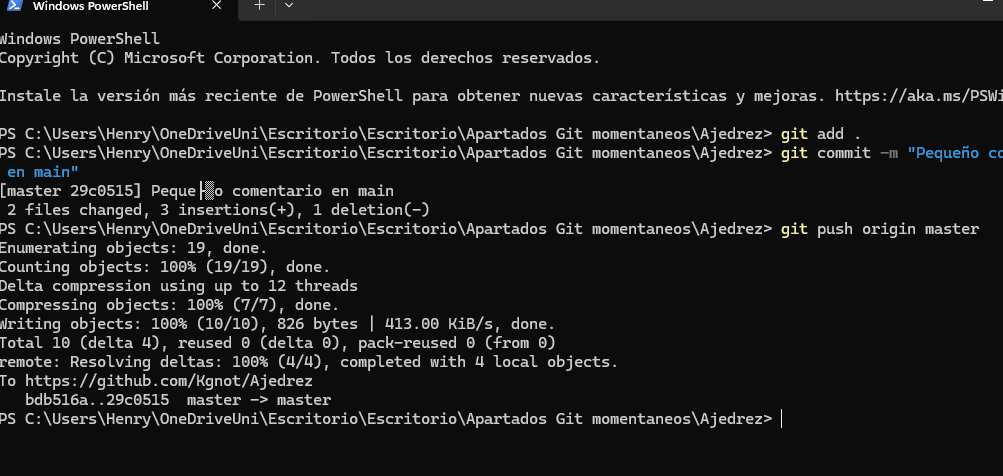 Windows PowerShell
Windows PowerShell
Copyright (C) Microsoft Corporation. Todos los derechos reservados.
Instale la versión más reciente de PowerShell para obtener nuevas características y mejoras. https://aka.ms/PSWi
PS C:\Users\Henry\OneDriveUni\Escritorio\Escritorio\Apartados Git momentaneos\Ajedrez> git add .
PS C:\Users\Henry\OneDriveUni\Escritorio\Escritorio\Apartados Git momentaneos\Ajedrez> git commit -m "Pequeño co
en main"
[master 29c0515] Peque├▒o comentario en main
2 files changed, 3 insertions(+), 1 deletion(-)
PS C:\Users\Henry\OneDriveUni\Escritorio\Escritorio\Apartados Git momentaneos\Ajedrez> git push origin master
Enumerating objects: 19, done.
Counting objects: 100% (19/19), done.
Delta compression using up to 12 threads
Compressing objects: 100% (7/7), done.
Writing objects: 100% (10/10), 826 bytes | 413.00 KiB/s, done.
Total 10 (delta 4), reused 0 (delta 0), pack-reused 0 (from 0)
remote: Resolving deltas: 100% (4/4), completed with 4 local objects.
To https://github.com/Kgnot/Ajedrez
bdb516a..29c0515 master -> master
PS C:\Users\Henry\OneDriveUni\Escritorio\Escritorio\Apartados Git momentaneos\Ajedrez>